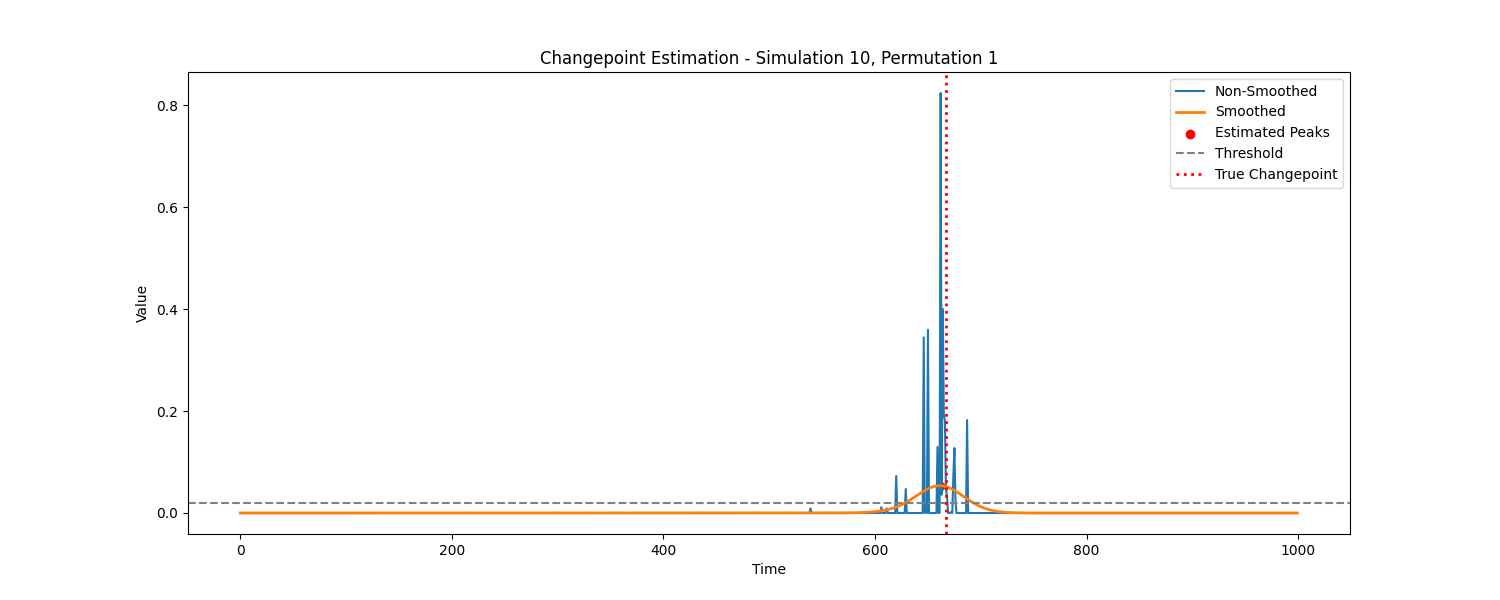 Changepoint Estimation - Simulation 10, Permutation 1
Non-Smoothed
Smoothed
Estimated Peaks
Threshold
True Changepoint
Value
0.8
0.6
0.4
0.2
0.0
0
200
400
600
800
1000
Time